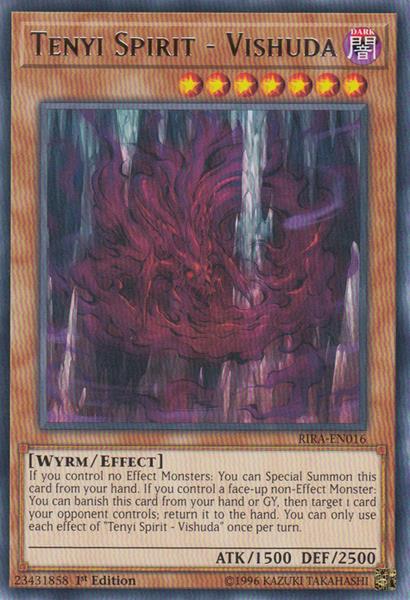 TENYI SPIRIT - VISHUDA
DARK
闇
RIRA-EN016
[WYRM/EFFECT]
If you control no Effect Monsters: You can Special Summon this
card from your hand. If you control a face-up non-Effect Monster:
You can banish this card from your hand or GY, then target 1 card
your opponent controls; return it to the hand. You can only use
each effect of "Tenyi Spirit - Vishuda" once per turn.
ATK/1500 DEF/2500
23431858 1st Edition ©1996 KAZUKI TAKAHASHI